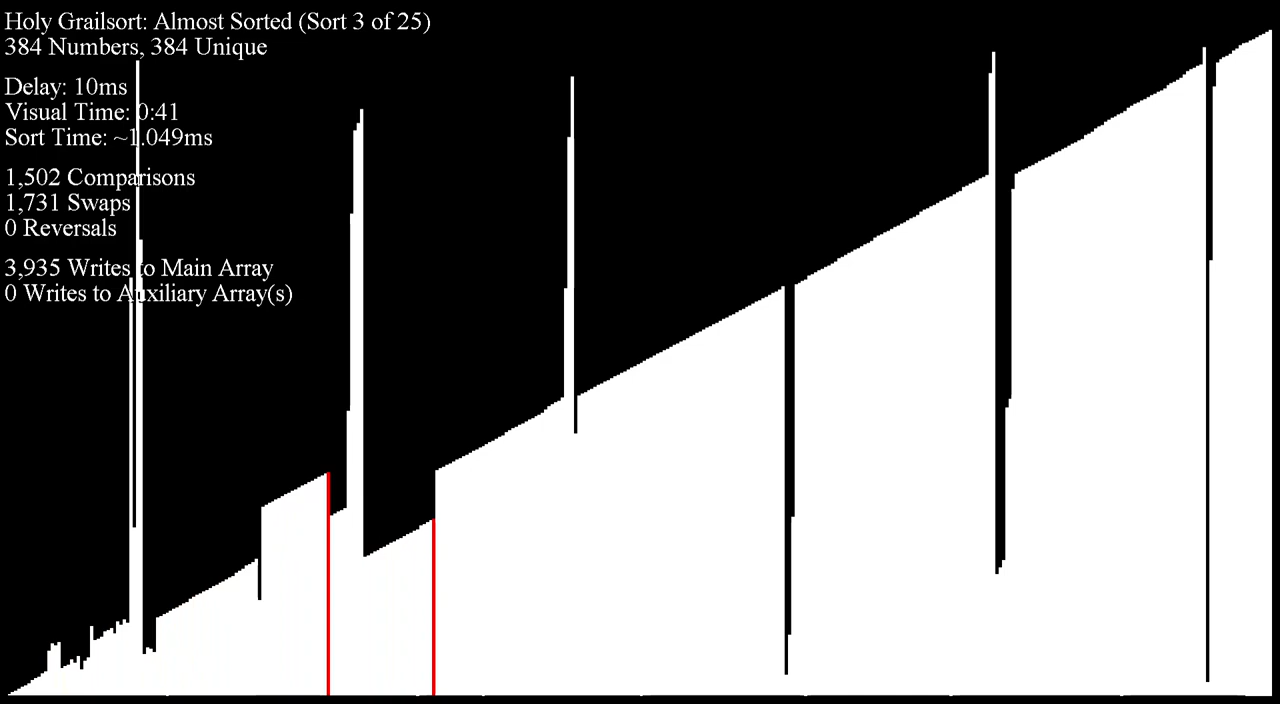 Holy Grailsort: Almost Sorted (Sort 3 of 25)
384 Numbers, 384 Unique
Delay: 10ms
Visual Time: 0:41
Sort Time: ~1.049ms
1,502 Comparisons
1,731 Swaps
0 Reversals
3,935 Writes to Main Array
0 Writes to Auxiliary Array(s)